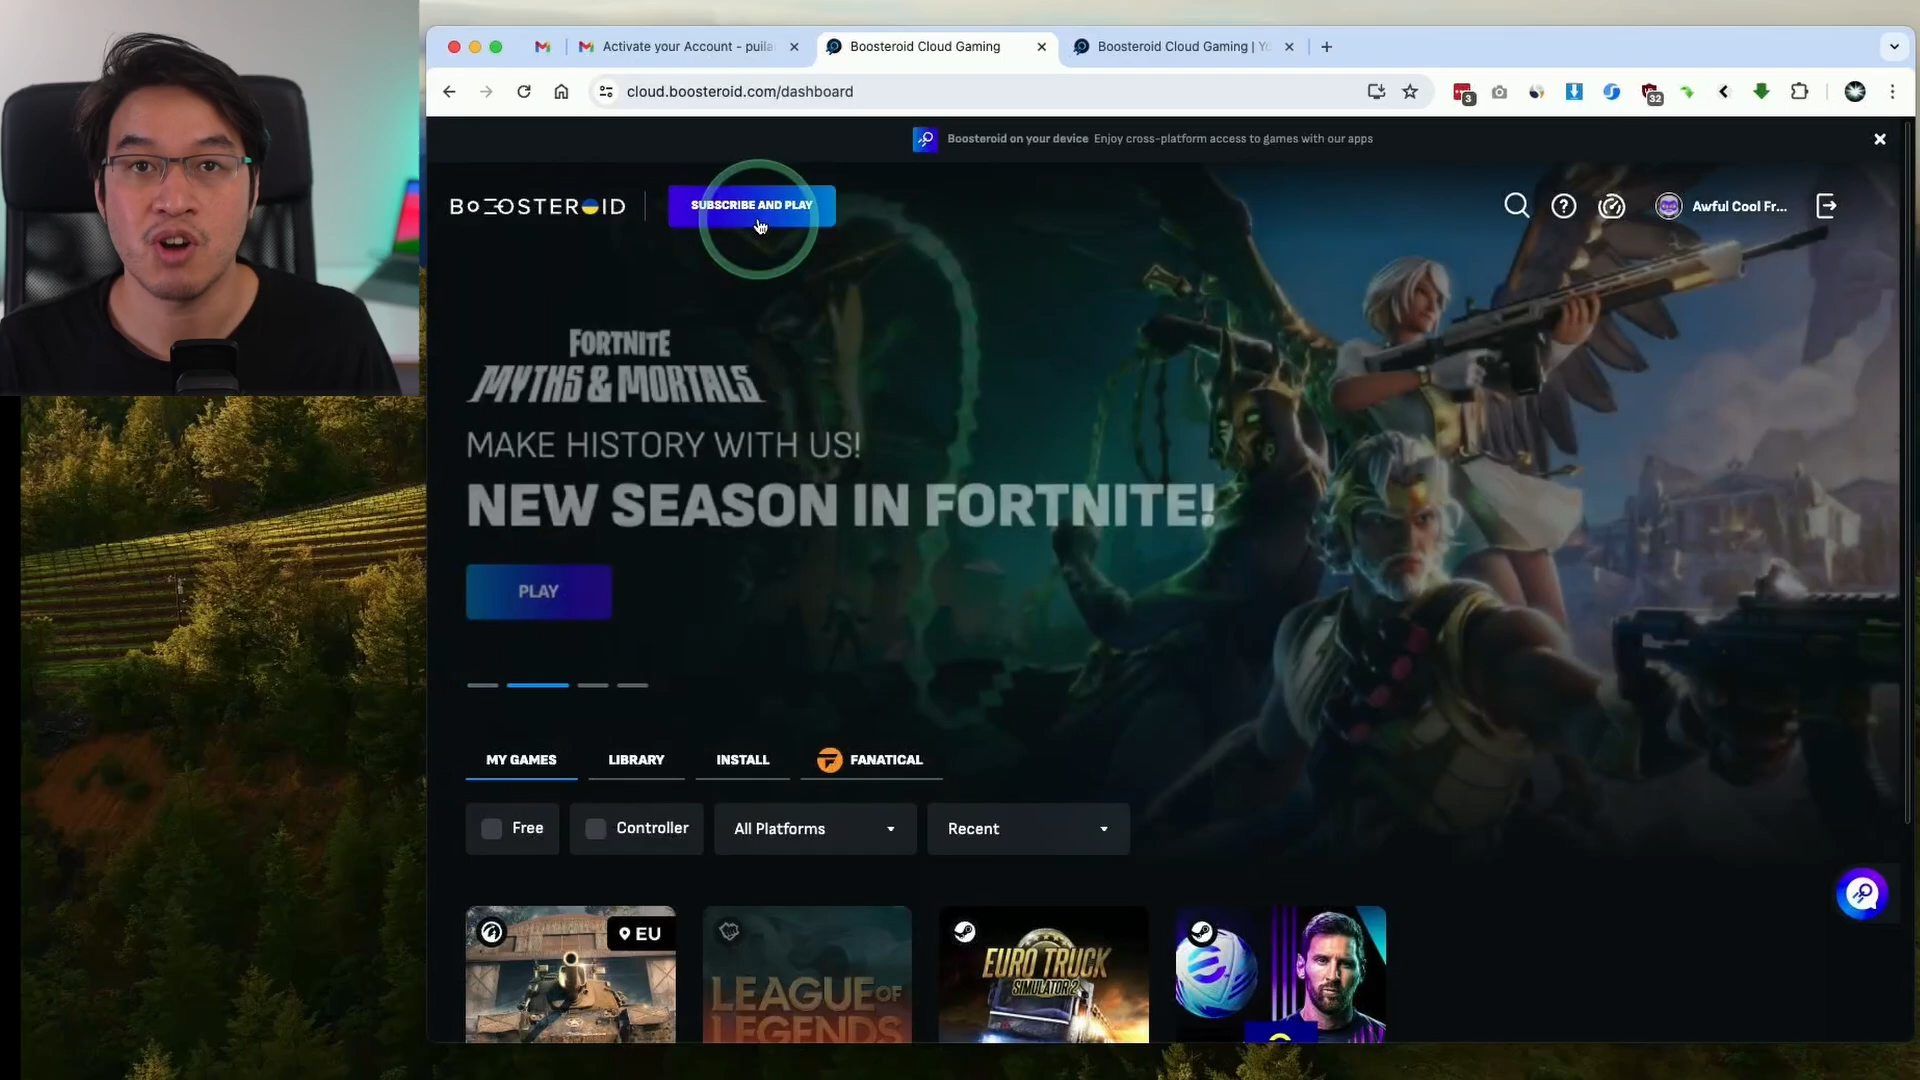 Activate your Account - puila
Boosteroid Cloud Gaming
Boosteroid Cloud Gaming | Yo
cloud.boosteroid.com/dashboard
3
32
Boosteroid on your device Enjoy cross-platform access to games with our apps
BOOSTEROID
SUBSCRIBE AND PLAY
Awful Cool Fr...
FORTNITE
MYTHS & MORTALS
MAKE HISTORY WITH US!
NEW SEASON IN FORTNITE!
PLAY
MY GAMES
LIBRARY
INSTALL
FANATICAL
Free
Controller
All Platforms
Recent
EU
LEAGUE OF
LEGENDS
EURO TRUCK
SIMULATOR 2